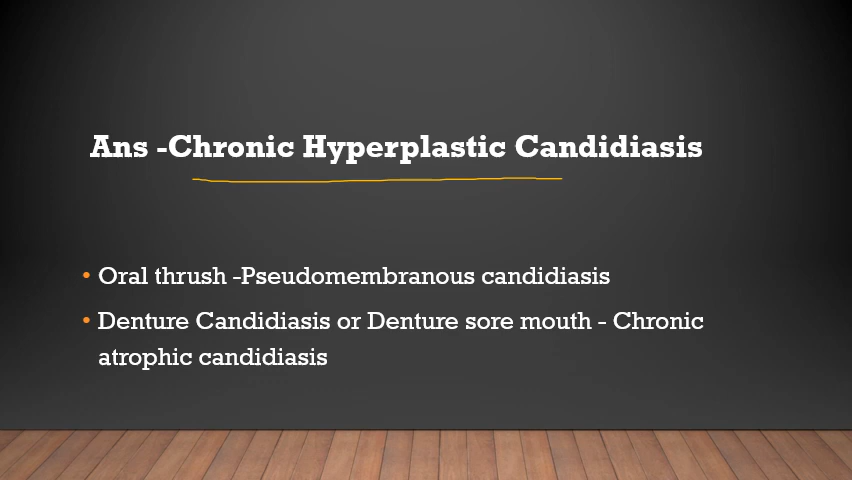 Ans -Chronic Hyperplastic Candidiasis
• Oral thrush -Pseudomembranous candidiasis
• Denture Candidiasis or Denture sore mouth - Chronic
atrophic candidiasis